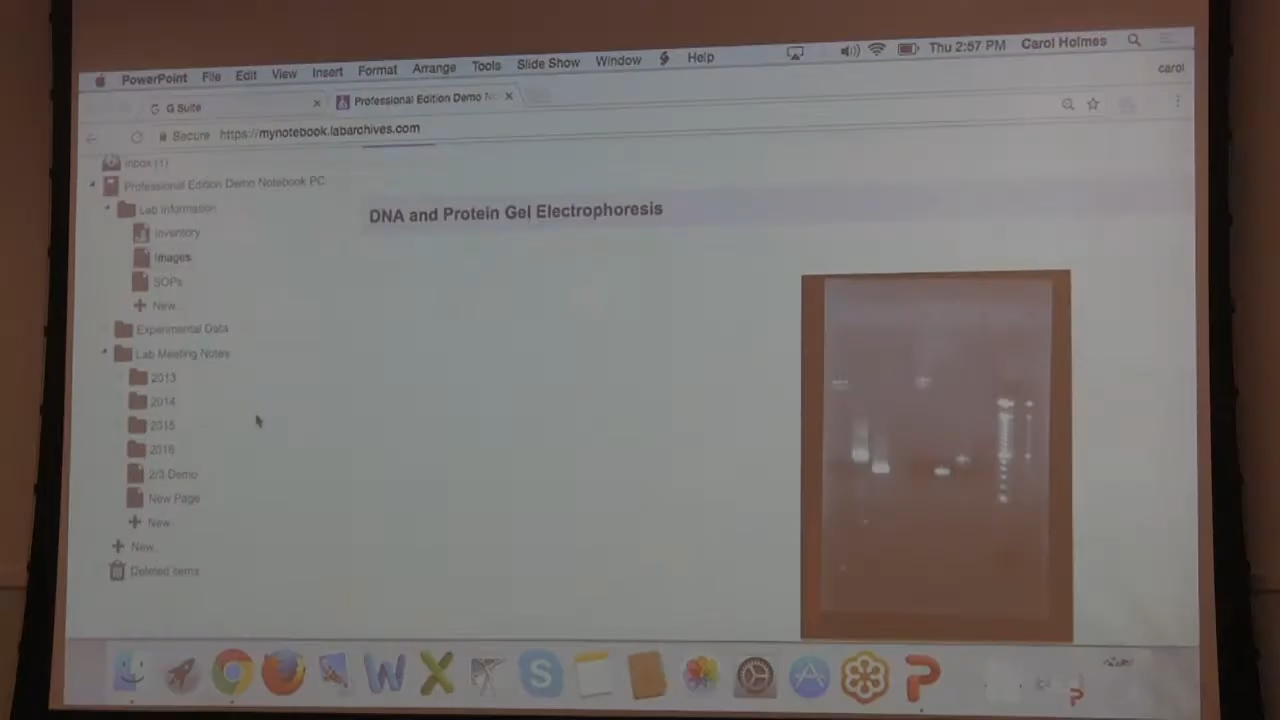 PowerPoint File Edit View Insert Format Arrange Tools Slide Show Window Help Thu 2:57 PM Carol Holmes
carol
G Suite × Professional Edition Demo ×
Secure https://mynotebook.labarchives.com
Inbox (1)
Professional Edition Demo Notebook PC
Lab Information
DNA and Protein Gel Electrophoresis
Inventory
Images
SOPs
New
Experimental Data
Lab Meeting Notes
2013
2014
2015
2016
2/3 Demo
New Page
New
New
Deleted items